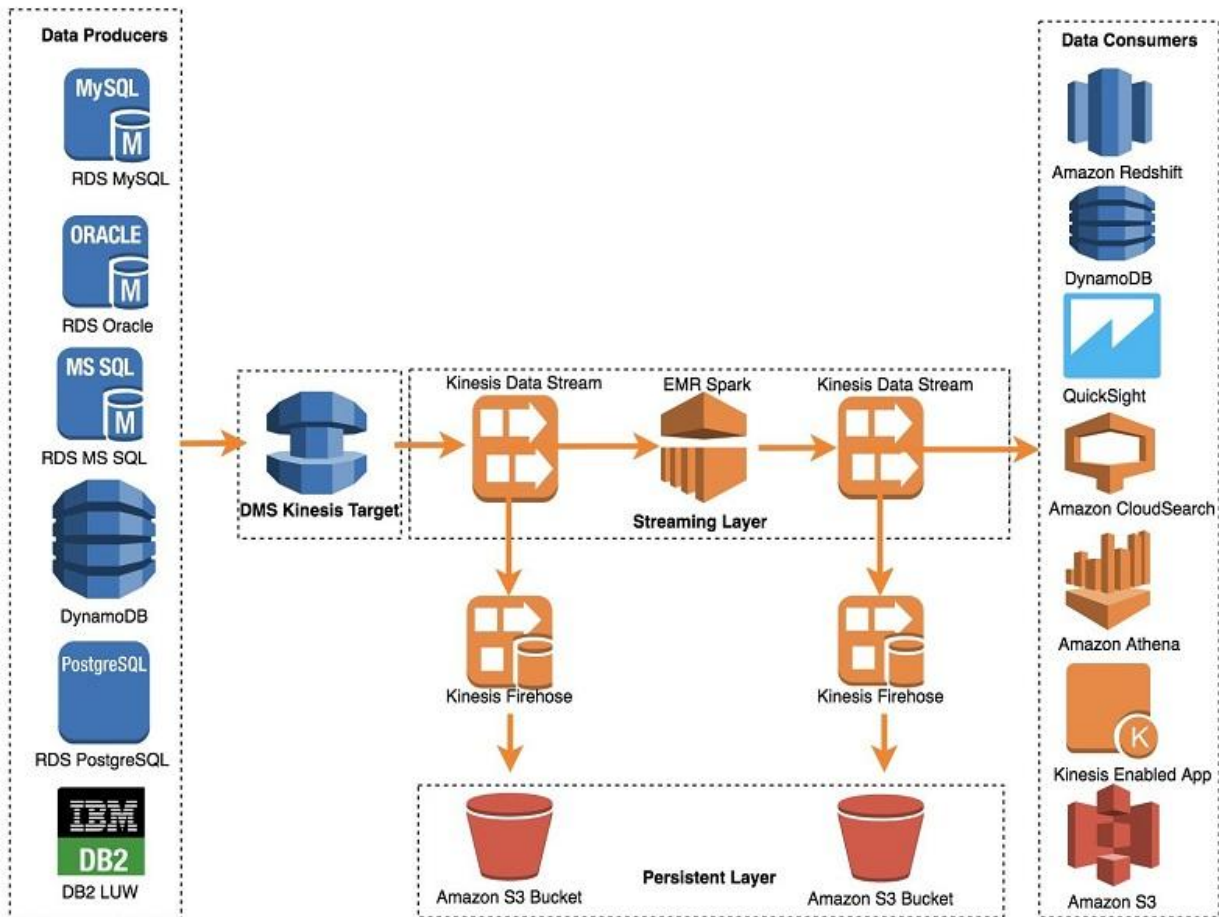 Data Producers
MySQL
M
RDS MySQL
ORACLE
M
RDS Oracle
MS SQL
M
RDS MS SQL
DynamoDB
PostgreSQL
RDS PostgreSQL
IBM
DB2
DB2 LUW
DMS Kinesis Target
Kinesis Data Stream
EMR Spark
Kinesis Data Stream
Streaming Layer
Kinesis Firehose
Kinesis Firehose
Amazon S3 Bucket
Persistent Layer
Amazon S3 Bucket
Data Consumers
Amazon Redshift
DynamoDB
QuickSight
Amazon CloudSearch
Amazon Athena
K
Kinesis Enabled App
Amazon S3